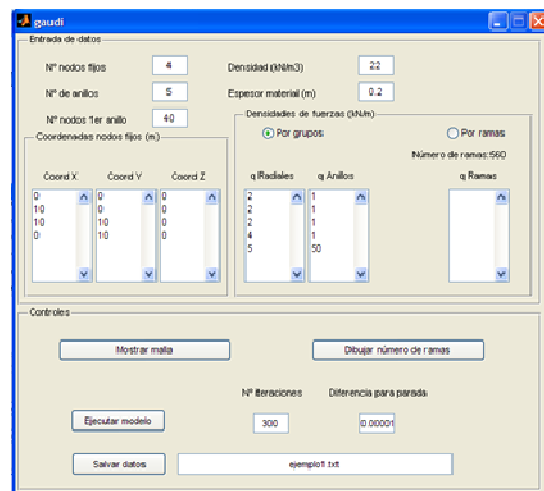 gaudi
Entrada de datos
Nº nodos fijos 4 Densidad (kN/m3) 22
Nº de anillos 5 Espesor material (m) 0.2
Nº nodos 1er anillo 40
Densidades de fuerzas (kN/m)
Por grupos Por ramas
Número de ramas:560
Coordenadas nodos fijos (m)
Coord X Coord Y Coord Z q Radiales q Anillos q Ramas
0 0 0 2 1
10 0 0 2 1
10 10 0 2 1
0 10 0 4 1
5 50
Controles
Mostrar malla Dibujar número de ramas
Nº Iteraciones Diferencia para parada
Ejecutar modelo 300 0.00001
Salvar datos ejemplo1.txt